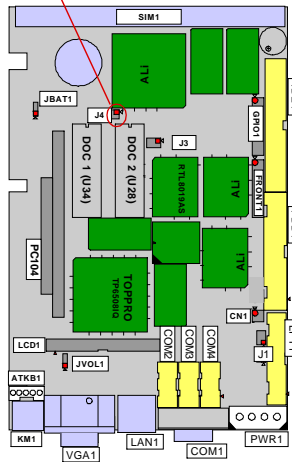 SIM1
ALi
JBAT1
J4
GPIO1
DOC 1 (U34)
DOC 2 (U28)
J3
RTL8019AS
ALi
FRONT1
PC104
ALi
TOPPRO
TP6508IQ
CN1
LCD1
JVOL1
COM2
COM3
COM4
J1
ATKB1
KM1
VGA1
LAN1
COM1
PWR1